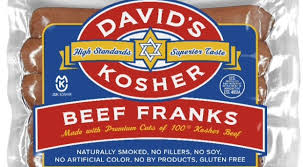 DAVID'S
High Standards Superior Taste
KOSHER
BEEF FRANKS
Made with Premium Cuts of 100% Kosher Beef
NATURALLY SMOKED, NO FILLERS, NO SOY,
NO ARTIFICIAL COLOR, NO BY PRODUCTS, GLUTEN FREE